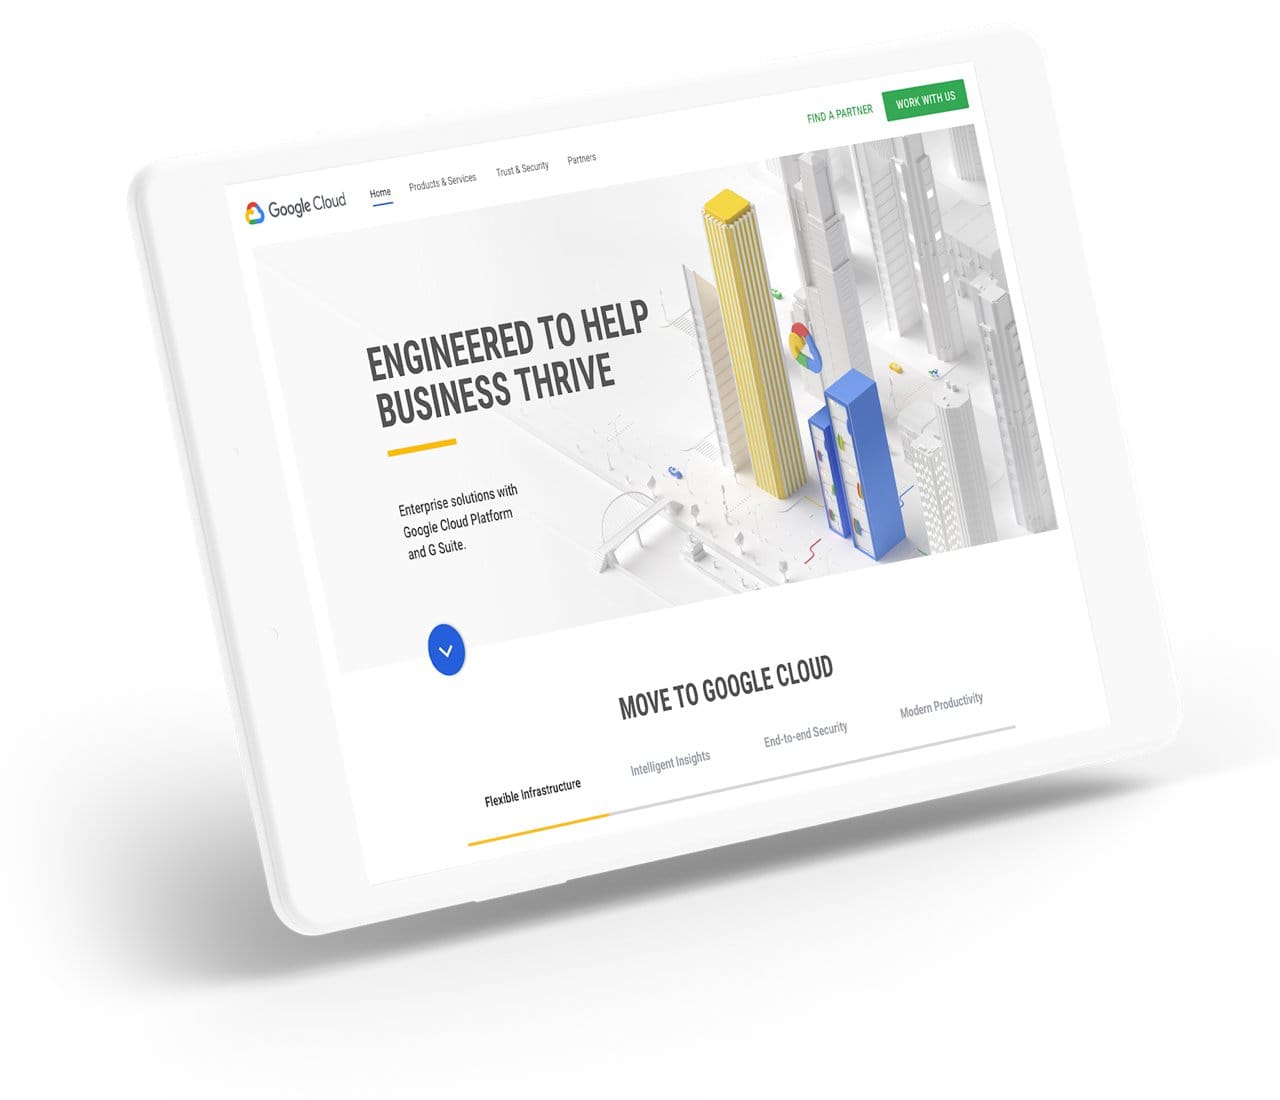 Google Cloud
Home
Products & Services
Trust & Security
Partners
FIND A PARTNER
WORK WITH US
ENGINEERED TO HELP
BUSINESS THRIVE
Enterprise solutions with
Google Cloud Platform
and G Suite.
MOVE TO GOOGLE CLOUD
Flexible Infrastructure
Intelligent Insights
End-to-end Security
Modern Productivity